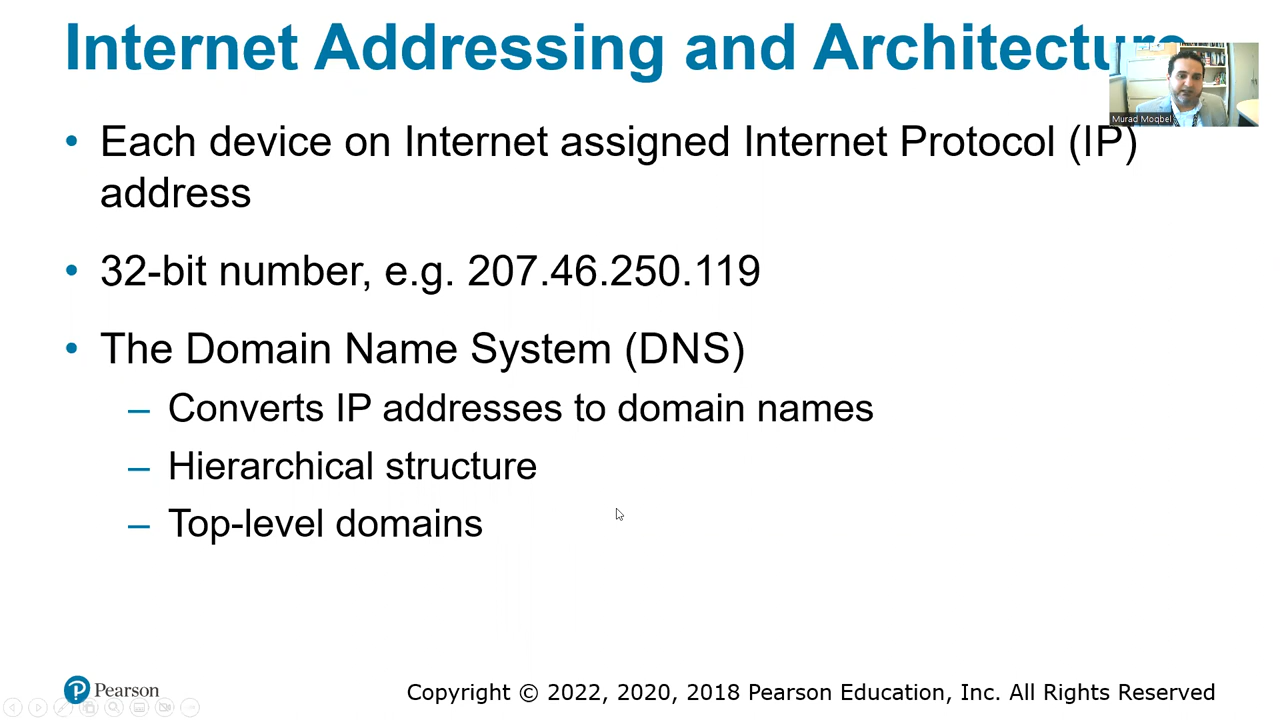 Internet Addressing and Architecture
Murad Moqbel
• Each device on Internet assigned Internet Protocol (IP)
address
• 32-bit number, e.g. 207.46.250.119
• The Domain Name System (DNS)
– Converts IP addresses to domain names
– Hierarchical structure
– Top-level domains
Pearson
Copyright © 2022, 2020, 2018 Pearson Education, Inc. All Rights Reserved